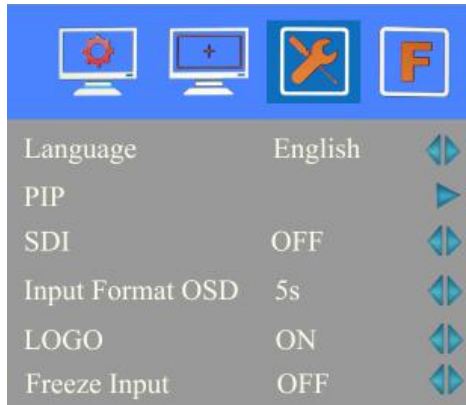 F
Language English
PIP
SDI OFF
Input Format OSD 5s
LOGO ON
Freeze Input OFF